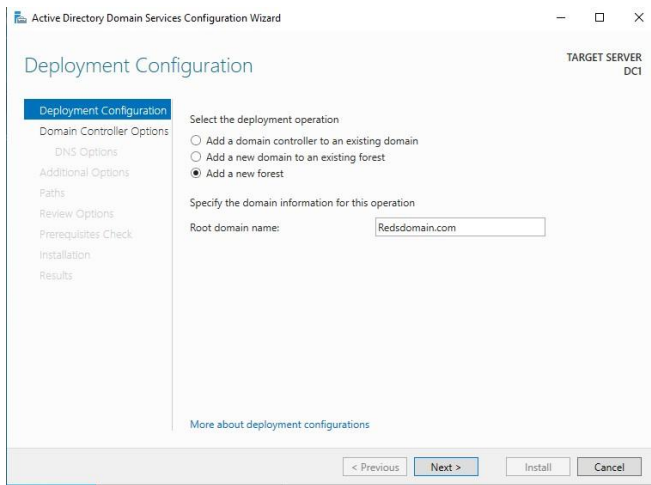 Active Directory Domain Services Configuration Wizard
Deployment Configuration
TARGET SERVER
DC1
Deployment Configuration
Domain Controller Options
DNS Options
Additional Options
Paths
Review Options
Prerequisites Check
Installation
Results
Select the deployment operation
Add a domain controller to an existing domain
Add a new domain to an existing forest
Add a new forest
Specify the domain information for this operation
Root domain name: Redsdomain.com
More about deployment configurations
< Previous Next > Install Cancel